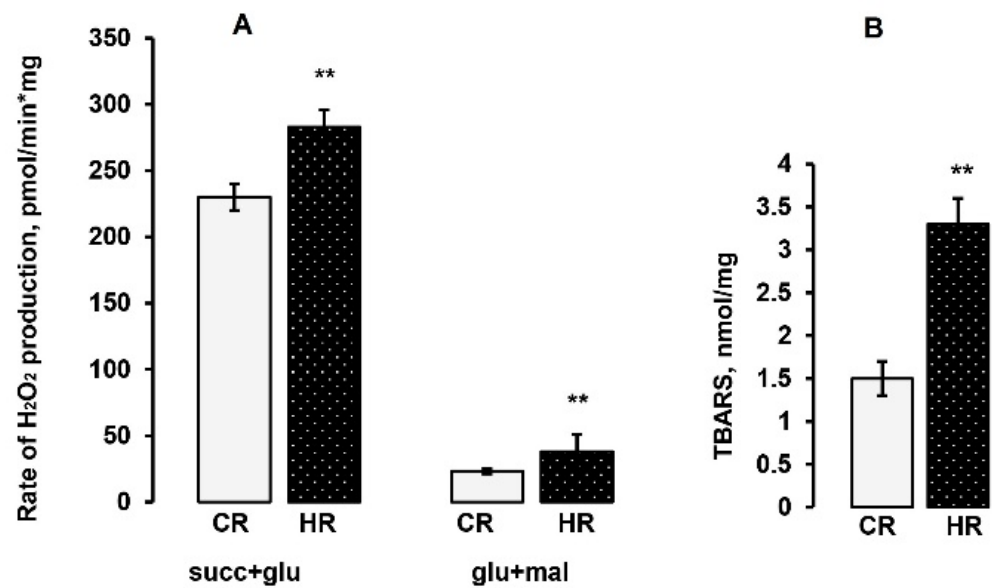 A
Rate of H₂O₂ production, pmol/min*mg
350
300
250
200
150
100
50
0
**
**
CR HR CR HR
succ+glu glu+mal
B
TBARS, nmol/mg
4
3.5
3
2.5
2
1.5
1
0.5
0
**
CR HR